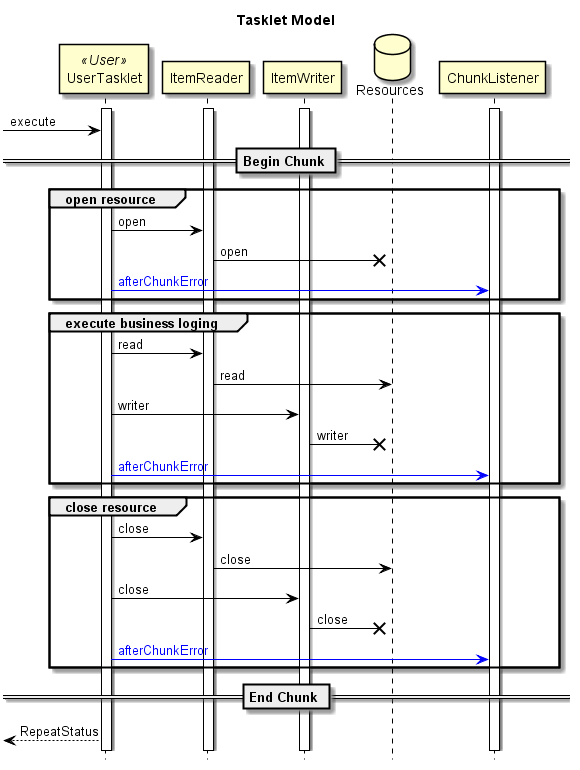 Tasklet Model
«User»
UserTasklet
ItemReader
ItemWriter
Resources
ChunkListener
execute
Begin Chunk
open resource
open
open
afterChunkError
execute business loging
read
read
writer
writer
afterChunkError
close resource
close
close
close
close
afterChunkError
End Chunk
RepeatStatus